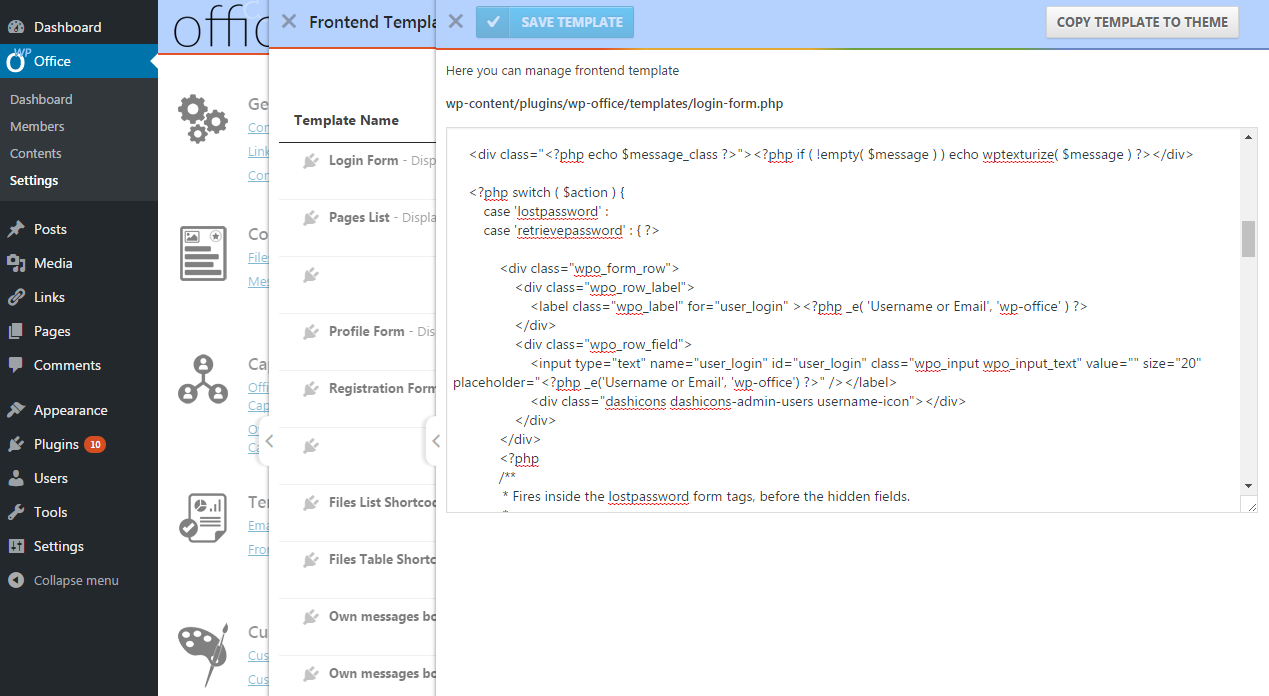 Dashboard
WP
Office
Dashboard
Members
Contents
Settings
Posts
Media
Links
Pages
Comments
Appearance
Plugins 10
Users
Tools
Settings
Collapse menu
offic
Ge
Con
Link
Con
Co
Files
Mes
Ca
Offi
Cap
O
Ca
Te
Ema
Fron
Cu
Cus
Cus
Frontend Templa
Template Name
Login Form - Disp
Pages List - Displa
Profile Form - Dis
Registration Form
Files List Shortcod
Files Table Shortc
Own messages bo
Own messages bo
SAVE TEMPLATE
COPY TEMPLATE TO THEME
Here you can manage frontend template
wp-content/plugins/wp-office/templates/login-form.php
<div class="<?php echo $message_class ?>"><?php if ( !empty( $message ) ) echo wptexturize( $message ) ?></div>
<?php switch ( $action ) {
case 'lostpassword' :
case 'retrievepassword' : { ?>
<div class="wpo_form_row">
<div class="wpo_row_label">
<label class="wpo_label" for="user_login" ><?php _e( 'Username or Email', 'wp-office' ) ?>
</div>
<div class="wpo_row_field">
<input type="text" name="user_login" id="user_login" class="wpo_input wpo_input_text" value="" size="20"
placeholder="<?php _e('Username or Email', 'wp-office') ?>" /></label>
<div class="dashicons dashicons-admin-users username-icon"></div>
</div>
</div>
<?php
/**
* Fires inside the lostpassword form tags, before the hidden fields.
*